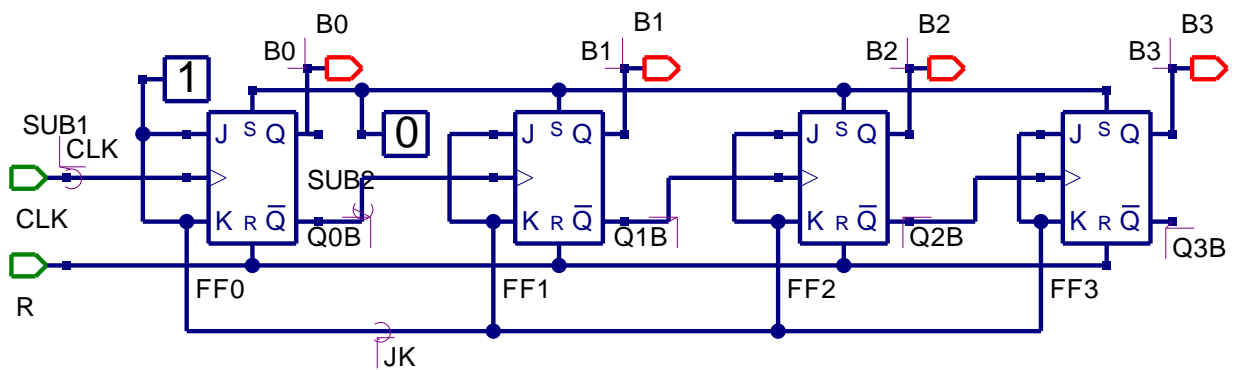 B0
B1
B2
B3
B0
B1
B2
B3
1
SUB1
CLK
J S Q
0
J S Q
J S Q
J S Q
SUB2
CLK
K R Q̅
Q0B
K R Q̅
Q1B
K R Q̅
Q2B
K R Q̅
Q3B
R
FF0
FF1
FF2
FF3
JK